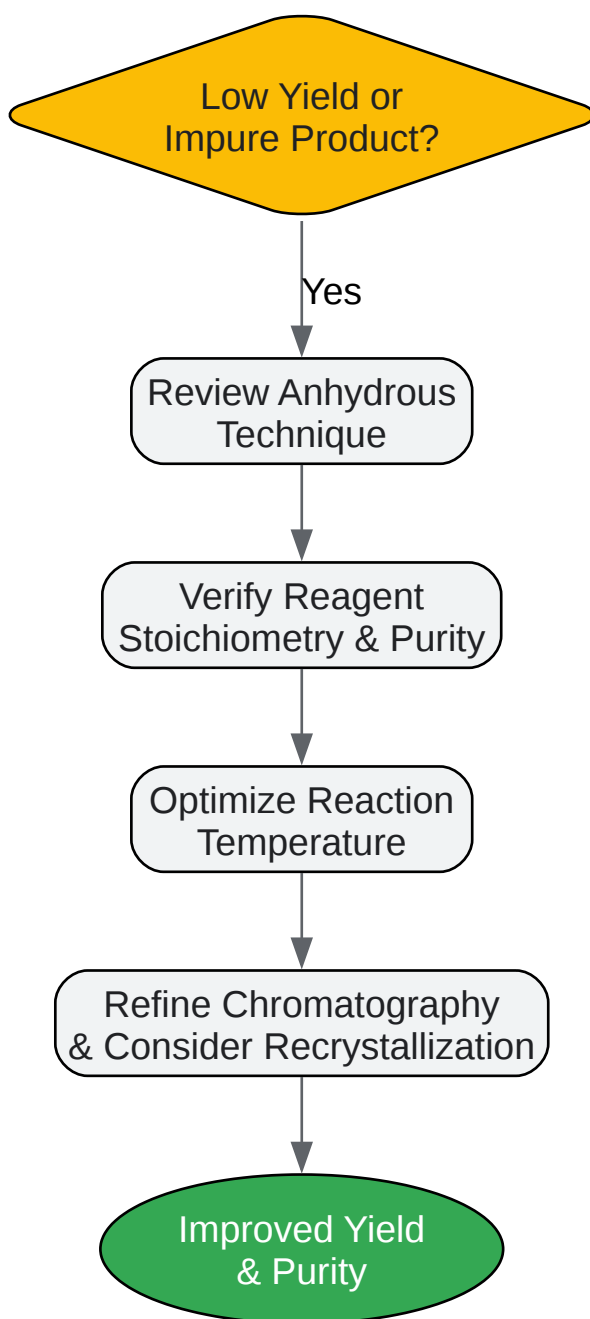 Low Yield or
Impure Product?
Yes
Review Anhydrous
Technique
Verify Reagent
Stoichiometry & Purity
Optimize Reaction
Temperature
Refine Chromatography
& Consider Recrystallization
Improved Yield
& Purity